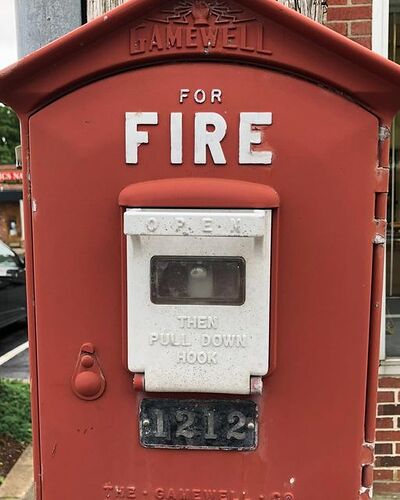 GAMEWELL
FOR
FIRE
OPEN
THEN
PULL DOWN
HOOK
1212
THE - GAMEWELL - Co